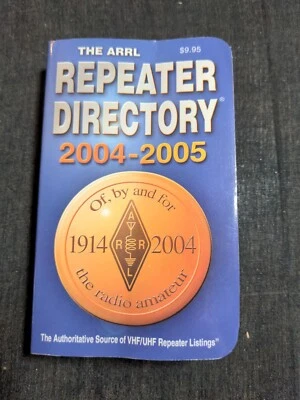 THE ARRL $9.95
REPEATER
DIRECTORY®
2004-2005
Of, by and for
1914 2004
A
R R
L
the radio amateur
The Authoritative Source of VHF/UHF Repeater Listings